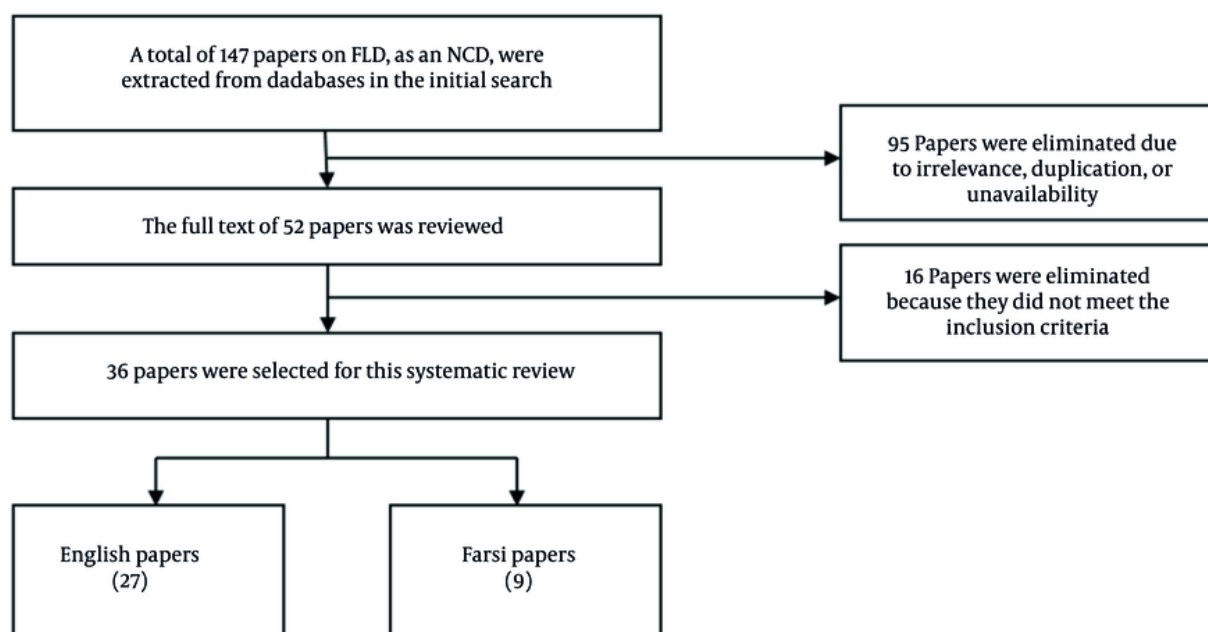 A total of 147 papers on FLD, as an NCD, were
extracted from dadabases in the initial search
95 Papers were eliminated due
to irrelevance, duplication, or
unavailability
The full text of 52 papers was reviewed
16 Papers were eliminated
because they did not meet the
inclusion criteria
36 papers were selected for this systematic review
English papers
(27)
Farsi papers
(9)